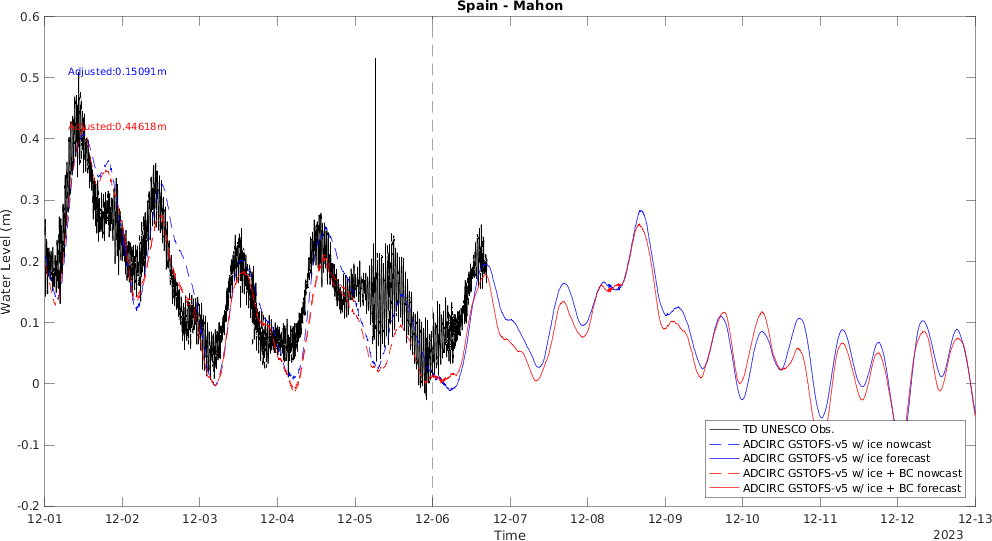 Spain - Mahon
0.6
0.5
0.4
0.3
0.2
0.1
0
-0.1
-0.2
Water Level (m)
Adjusted:0.15091m
Adjusted:0.44618m
TD UNESCO Obs.
ADCIRC GSTOFS-v5 w/ ice nowcast
ADCIRC GSTOFS-v5 w/ ice forecast
ADCIRC GSTOFS-v5 w/ ice + BC nowcast
ADCIRC GSTOFS-v5 w/ ice + BC forecast
12-01 12-02 12-03 12-04 12-05 12-06 12-07 12-08 12-09 12-10 12-11 12-12 12-13
Time 2023